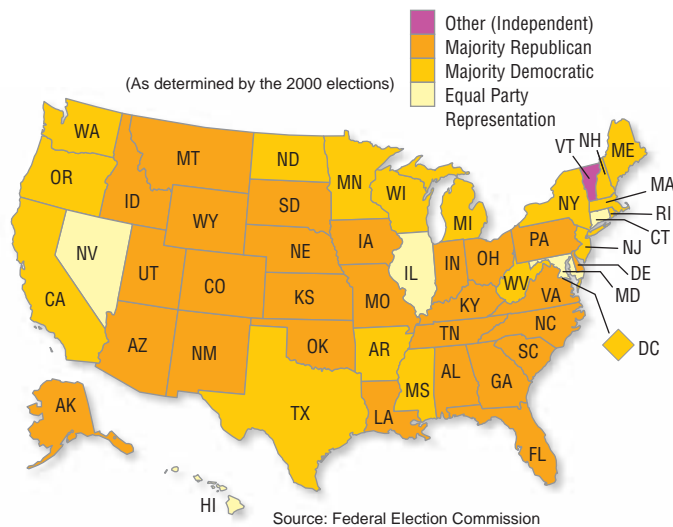 Other (Independent)
Majority Republican
(As determined by the 2000 elections)
Majority Democratic
Equal Party
Representation
WA
MT
ND
MN
VT
NH
ME
OR
ID
WY
SD
WI
MI
NY
MA
RI
CT
NV
UT
CO
NE
IA
IL
IN
OH
PA
NJ
DE
MD
CA
KS
MO
WV
VA
KY
DC
AZ
NM
OK
AR
TN
NC
SC
TX
MS
AL
GA
LA
AK
FL
HI
Source: Federal Election Commission